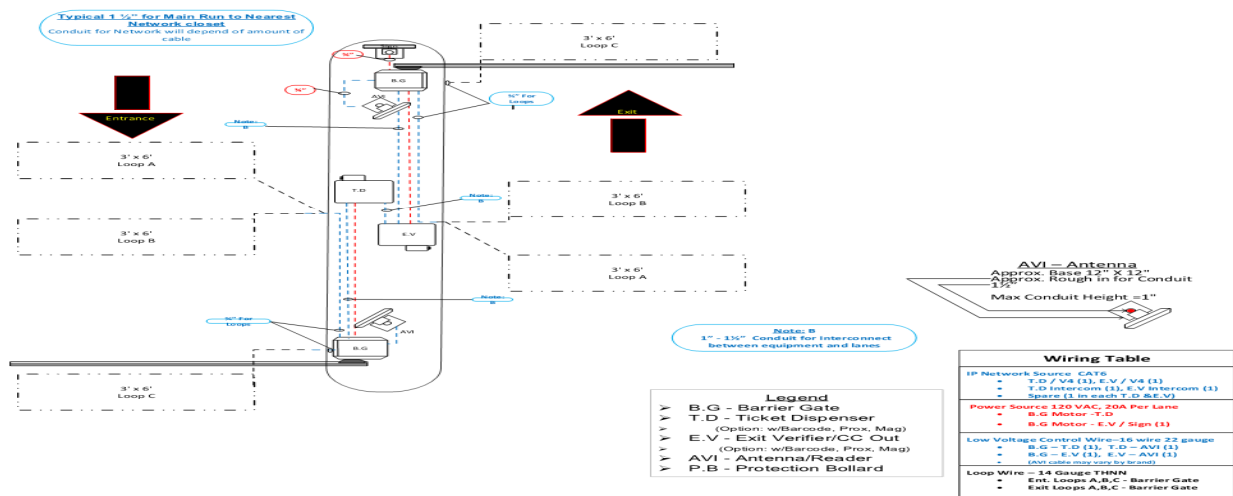 Typical 1 ½" for Main Run to Nearest
Network closet
Conduit for Network will depend of amount of
cable
3' x 6'
Loop C
¾"
B.G
¾"
AVI
¾" For
Loops
Entrance
Exit
Note:
B
3' x 6'
Loop A
T.D
Note:
B
3' x 6'
Loop B
3' x 6'
Loop B
E.V
3' x 6'
Loop A
AVI – Antenna
Approx. Base 12" X 12"
Approx. Rough in for Conduit
1½"
Max Conduit Height =1"
Note:
B
¾" For
Loops
AVI
B.G
Note: B
1" - 1½" Conduit for Interconnect
between equipment and lanes
3' x 6'
Loop C
Legend
B.G - Barrier Gate
T.D - Ticket Dispenser
(Option: w/Barcode, Prox, Mag)
E.V - Exit Verifier/CC Out
(Option: w/Barcode, Prox, Mag)
AVI - Antenna/Reader
P.B - Protection Bollard
Wiring Table
IP Network Source CAT6
T.D / V4 (1), E.V / V4 (1)
T.D Intercom (1), E.V Intercom (1)
Spare (1 in each T.D &E.V)
Power Source 120 VAC, 20A Per Lane
B.G Motor -T.D
B.G Motor - E.V / Sign (1)
Low Voltage Control Wire–16 wire 22 gauge
B.G – T.D (1), T.D – AVI (1)
B.G – E.V (1), E.V – AVI (1)
(AVI cable may vary by brand)
Loop Wire – 14 Gauge THNN
Ent. Loops A,B,C - Barrier Gate
Exit Loops A,B,C - Barrier Gate